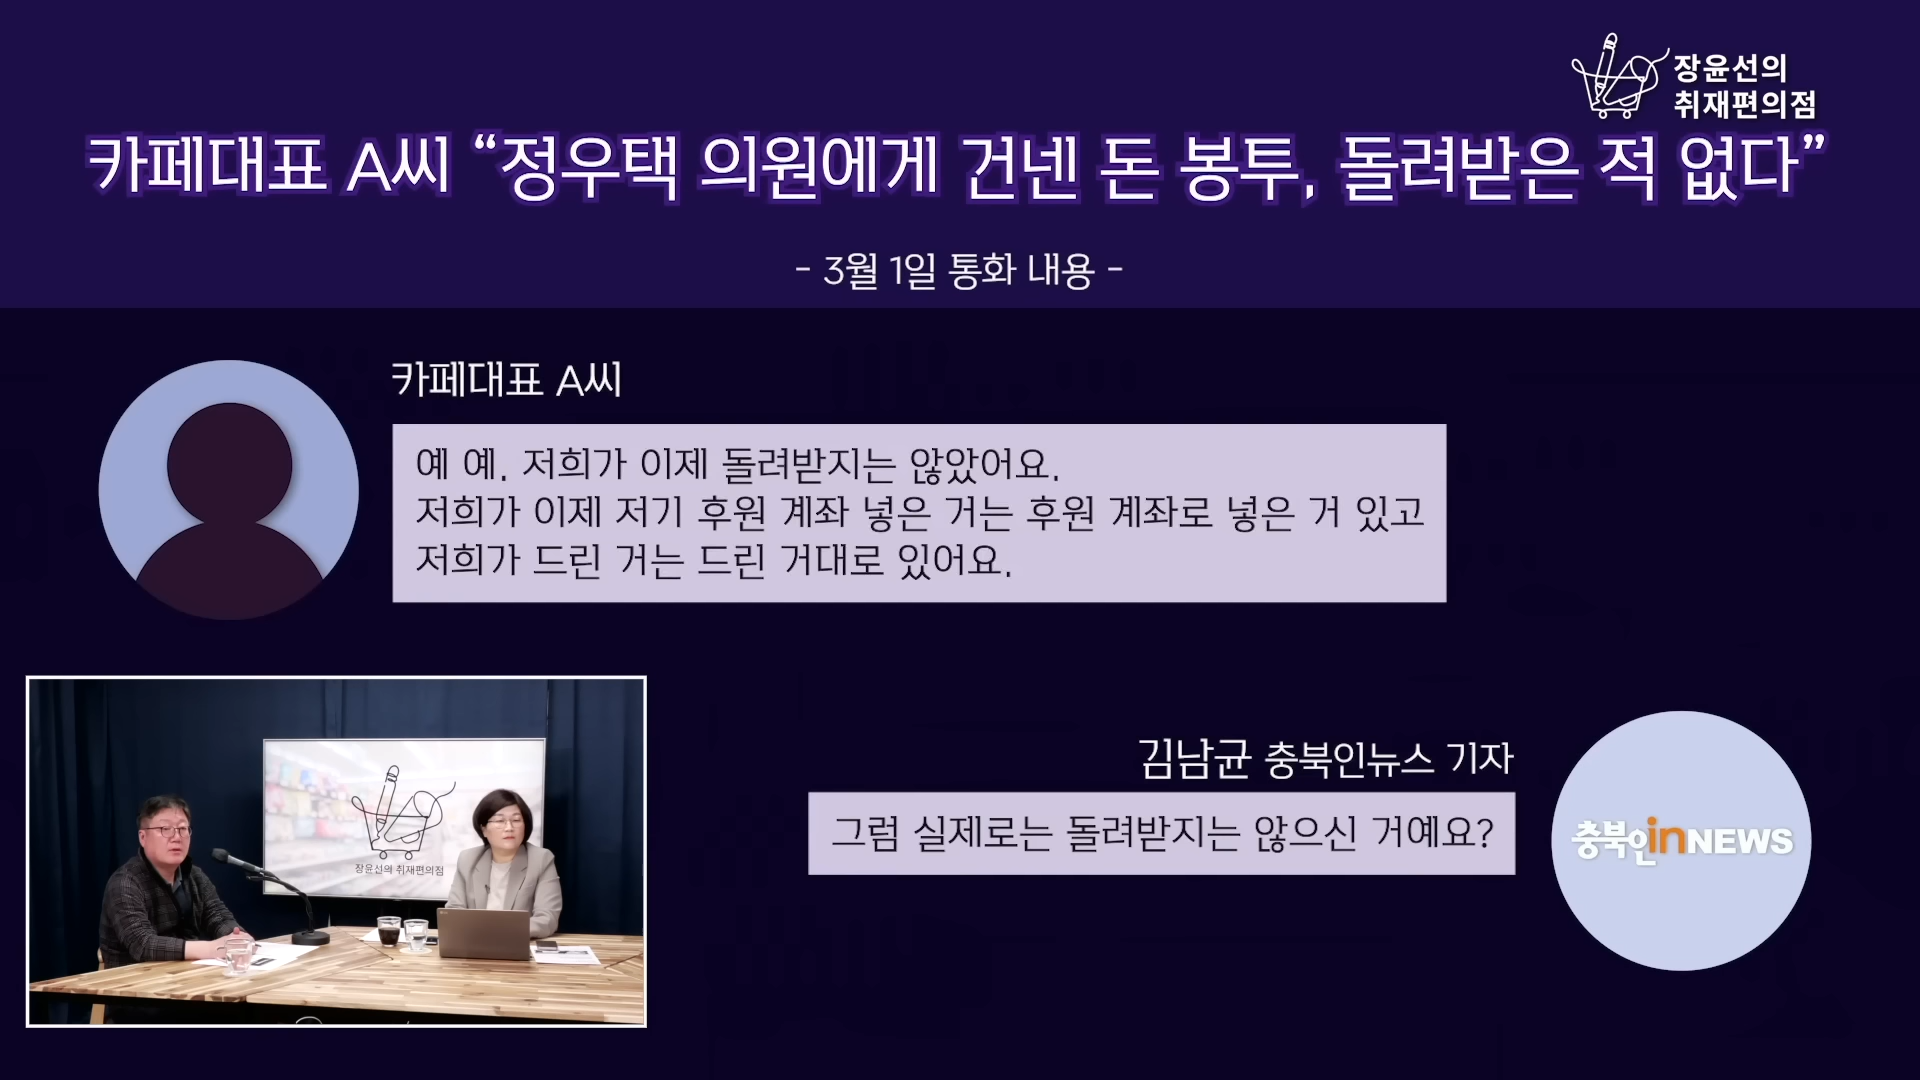 장윤선의
취재편의점
카페대표 A씨 “정우택 의원에게 건넨 돈 봉투, 돌려받은 적 없다”
- 3월 1일 통화 내용 -
카페대표 A씨
예 예. 저희가 이제 돌려받지는 않았어요.
저희가 이제 저기 후원 계좌 넣은 거는 후원 계좌로 넣은 거 있고
저희가 드린 거는 드린 거대로 있어요.
장윤선의 취재편의점
김남균 충북인뉴스 기자
그럼 실제로는 돌려받지는 않으신 거예요?
충북인inNEWS